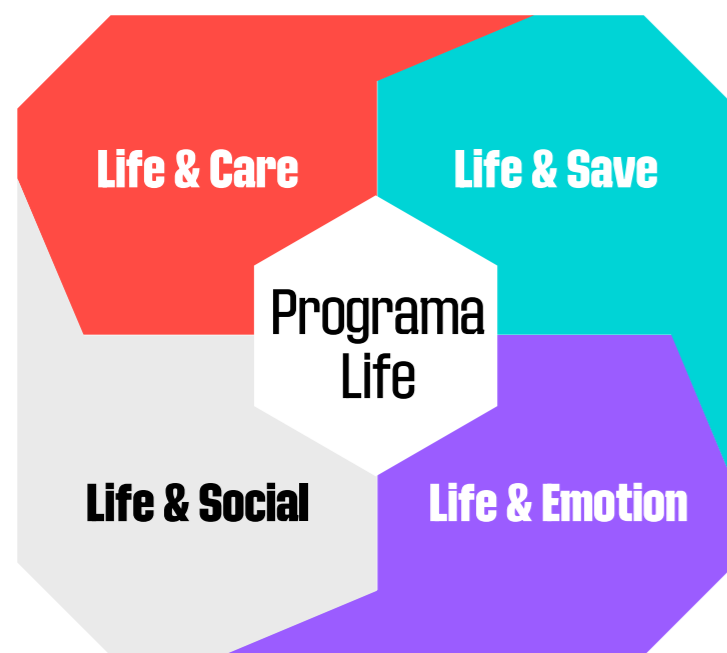 Life & Care
Life & Save
Programa
Life
Life & Social
Life & Emotion